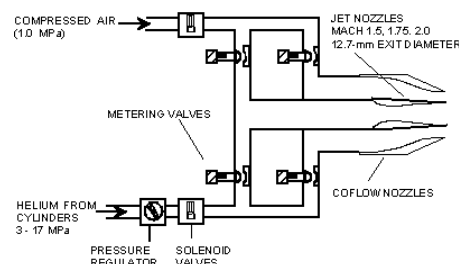 COMPRESSED AIR
(1.0 MPa)
JET NOZZLES
MACH 1.5, 1.75. 2.0
12.7-mm EXIT DIAMETER
METERING VALVES
HELIUM FROM
CYLINDERS
3 - 17 MPa
COFLOW NOZZLES
PRESSURE
REGULATOR
SOLENOID
VALVES